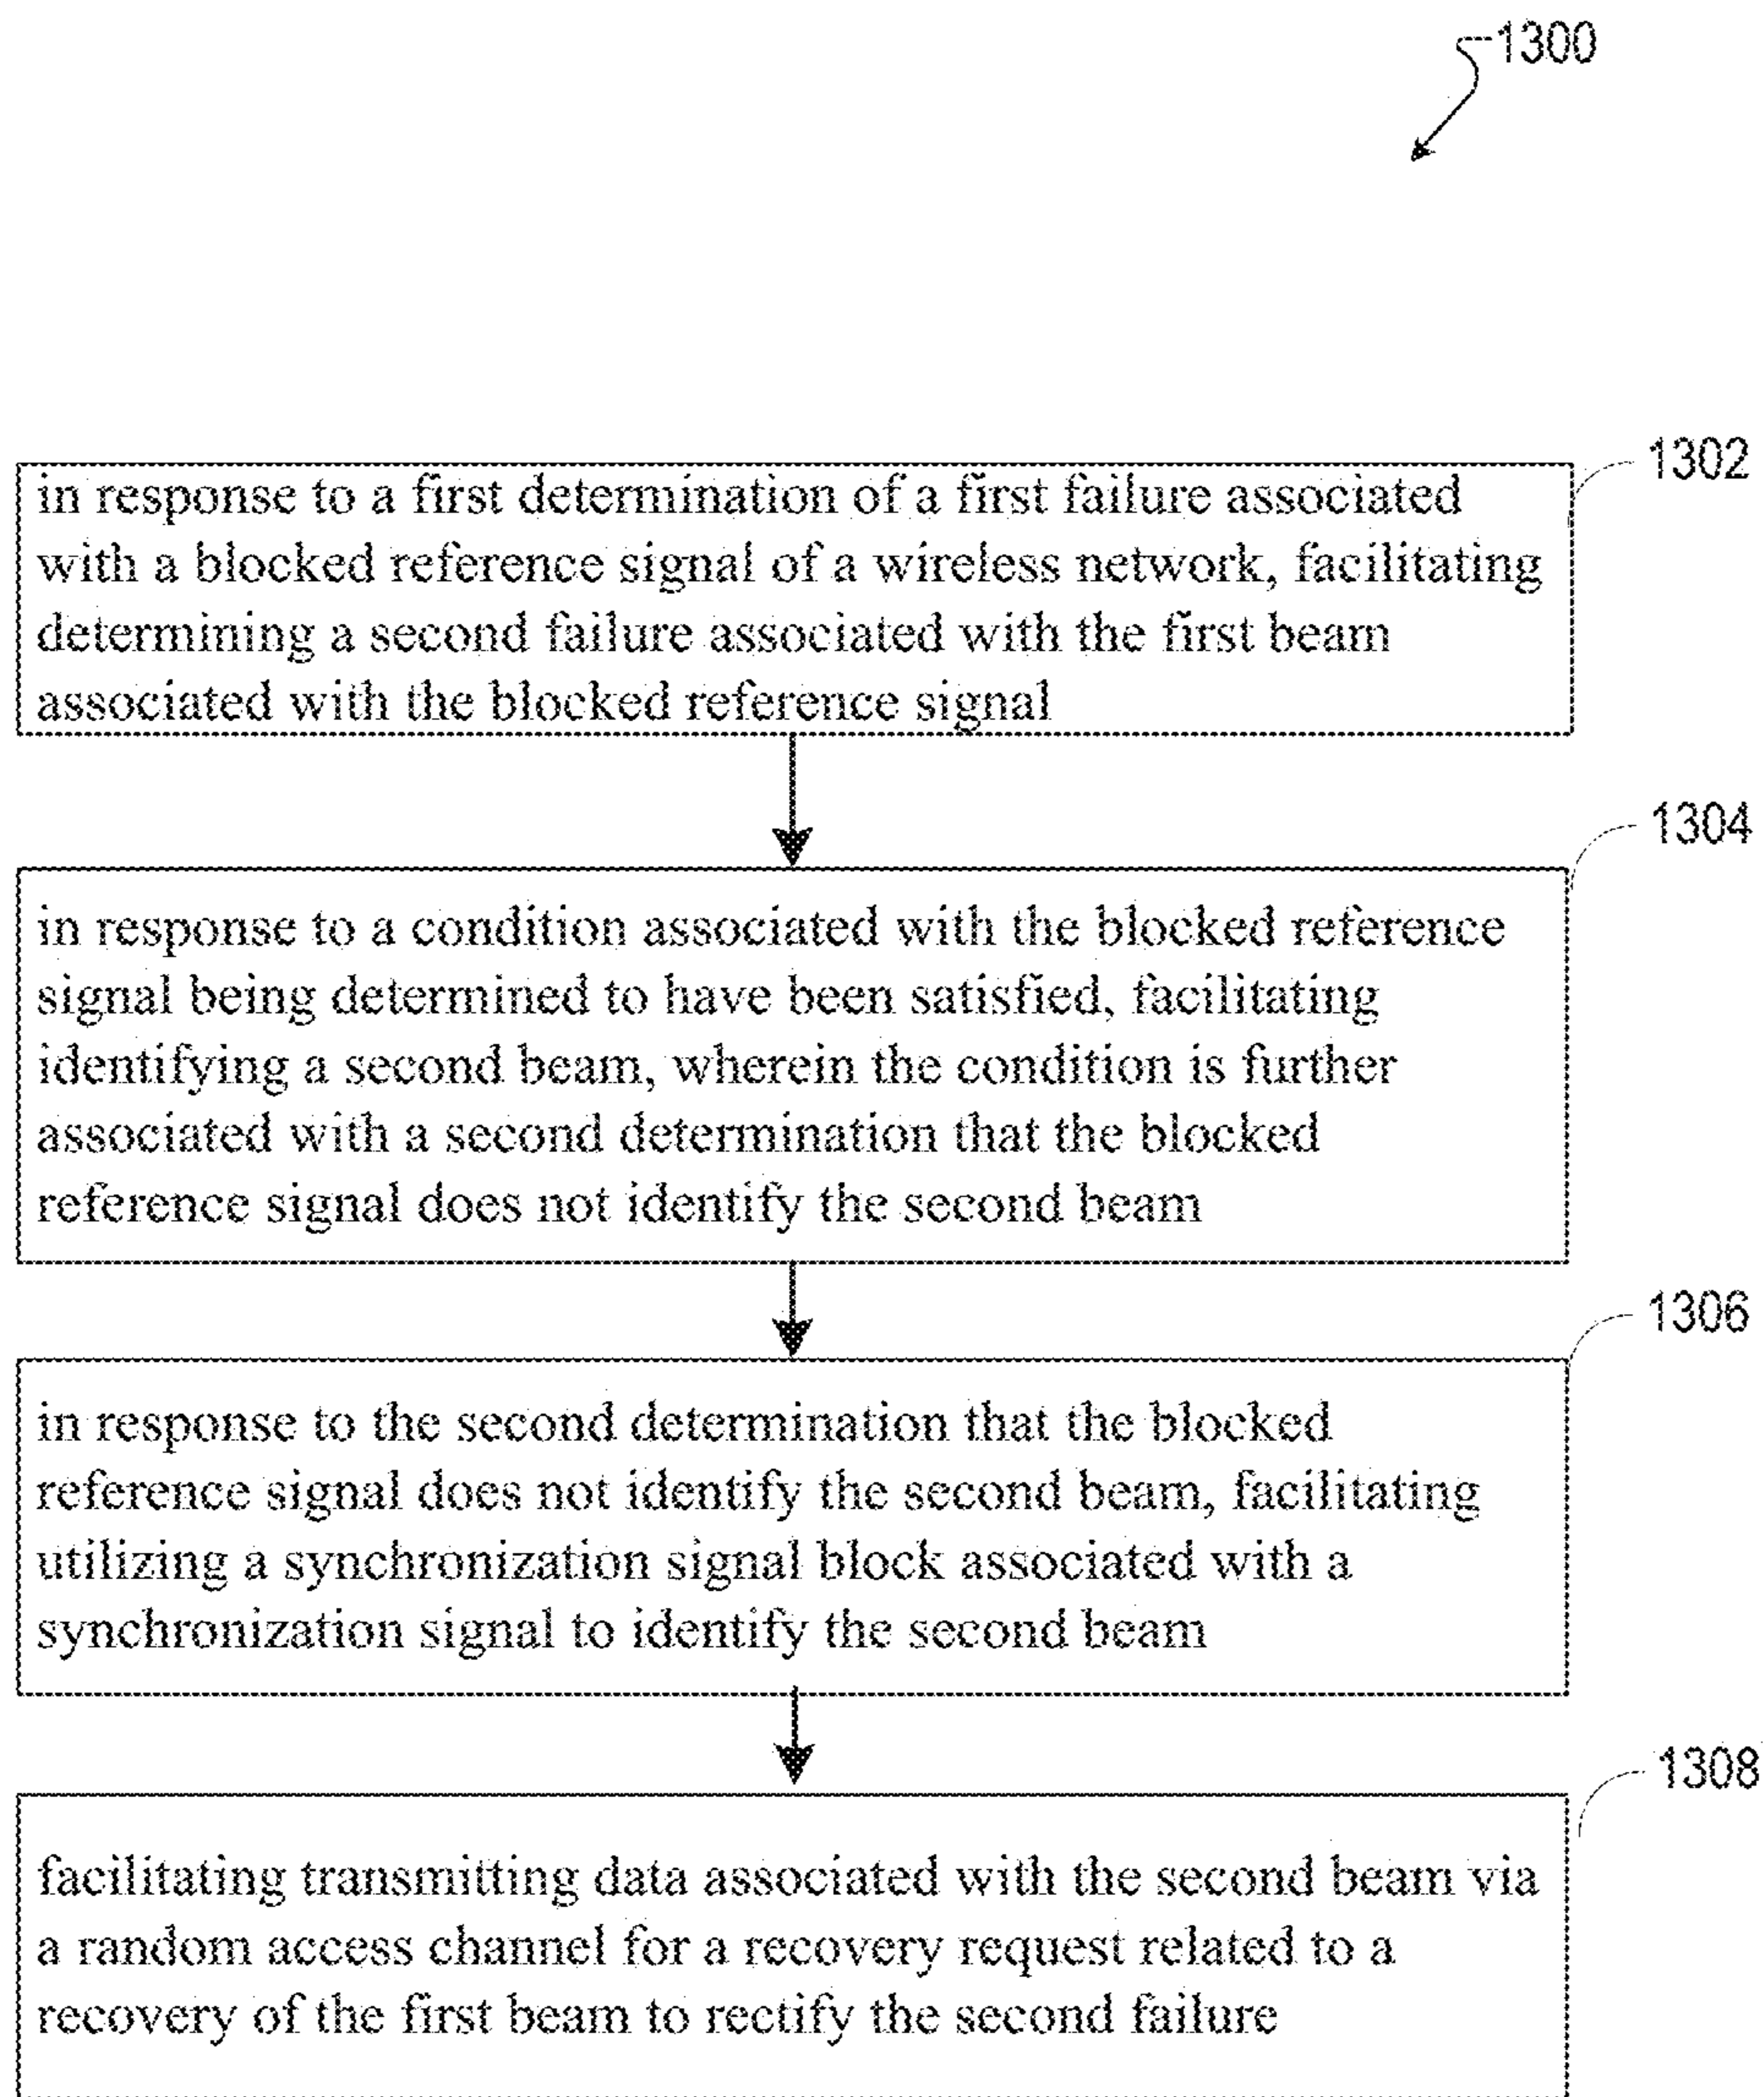 1300
1302
in response to a first determination of a first failure associated
with a blocked reference signal of a wireless network, facilitating
determining a second failure associated with the first beam
associated with the blocked reference signal
1304
in response to a condition associated with the blocked reference
signal being determined to have been satisfied, facilitating
identifying a second beam, wherein the condition is further
associated with a second determination that the blocked
reference signal does not identify the second beam
1306
in response to the second determination that the blocked
reference signal does not identify the second beam, facilitating
utilizing a synchronization signal block associated with a
synchronization signal to identify the second beam
1308
facilitating transmitting data associated with the second beam via
a random access channel for a recovery request related to a
recovery of the first beam to rectify the second failure